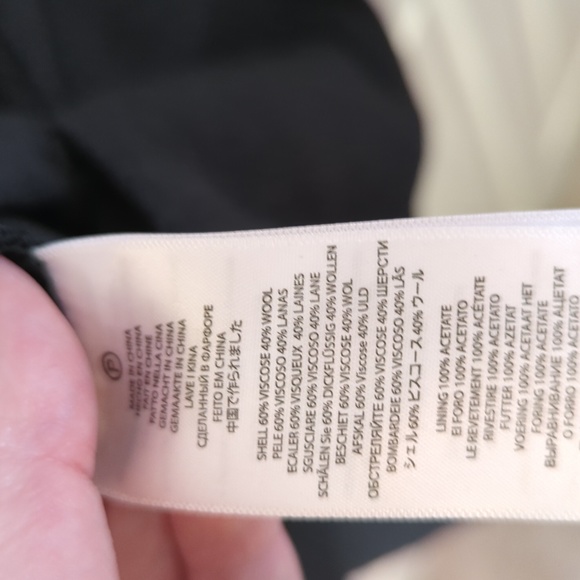 P
MADE IN CHINA
HECHO EN CHINA
FAIT EN CHINE
FATTO NELLA CINA
GEMACHT IN CHINA
GEMAAKTE IN CHINA
LAVE I KINA
СДЕЛАННЫЙ В ФАРФОРЕ
FEITO EM CHINA
中国で作られました
SHELL 60% VISCOSE 40% WOOL
PELE 60% VISCOSO 40% LANAS
ECALER 60% VISQUEUX 40% LAINES
SGUSCIARE 60% VISCOSO 40% LANE
SCHÄLEN Sie 60% DICKFLÜSSIG 40% WOLLEN
BESCHIET 60% VISCOSE 40% WOL
AFSKAL 60% Viscose 40% ULD
ОБСТРЕЛЯЙТЕ 60% VISCOSE 40% ШЕРСТИ
BOMBARDEIE 60% VISCOSO 40% LÃS
シェル 60% ビスコース 40% ウール
LINING 100% ACETATE
El FORO 100% ACETATO
LE REVETEMENT 100% ACÉTATE
RIVESTIRE 100% ACETATO
FUTTER 100% AZETAT
VOERING 100% ACETAAT HET
FORING 100% ACETATE
ВЫРАВНИВАНИЕ 100% АЦЕТАТ
O FORRO 100% ACETATO